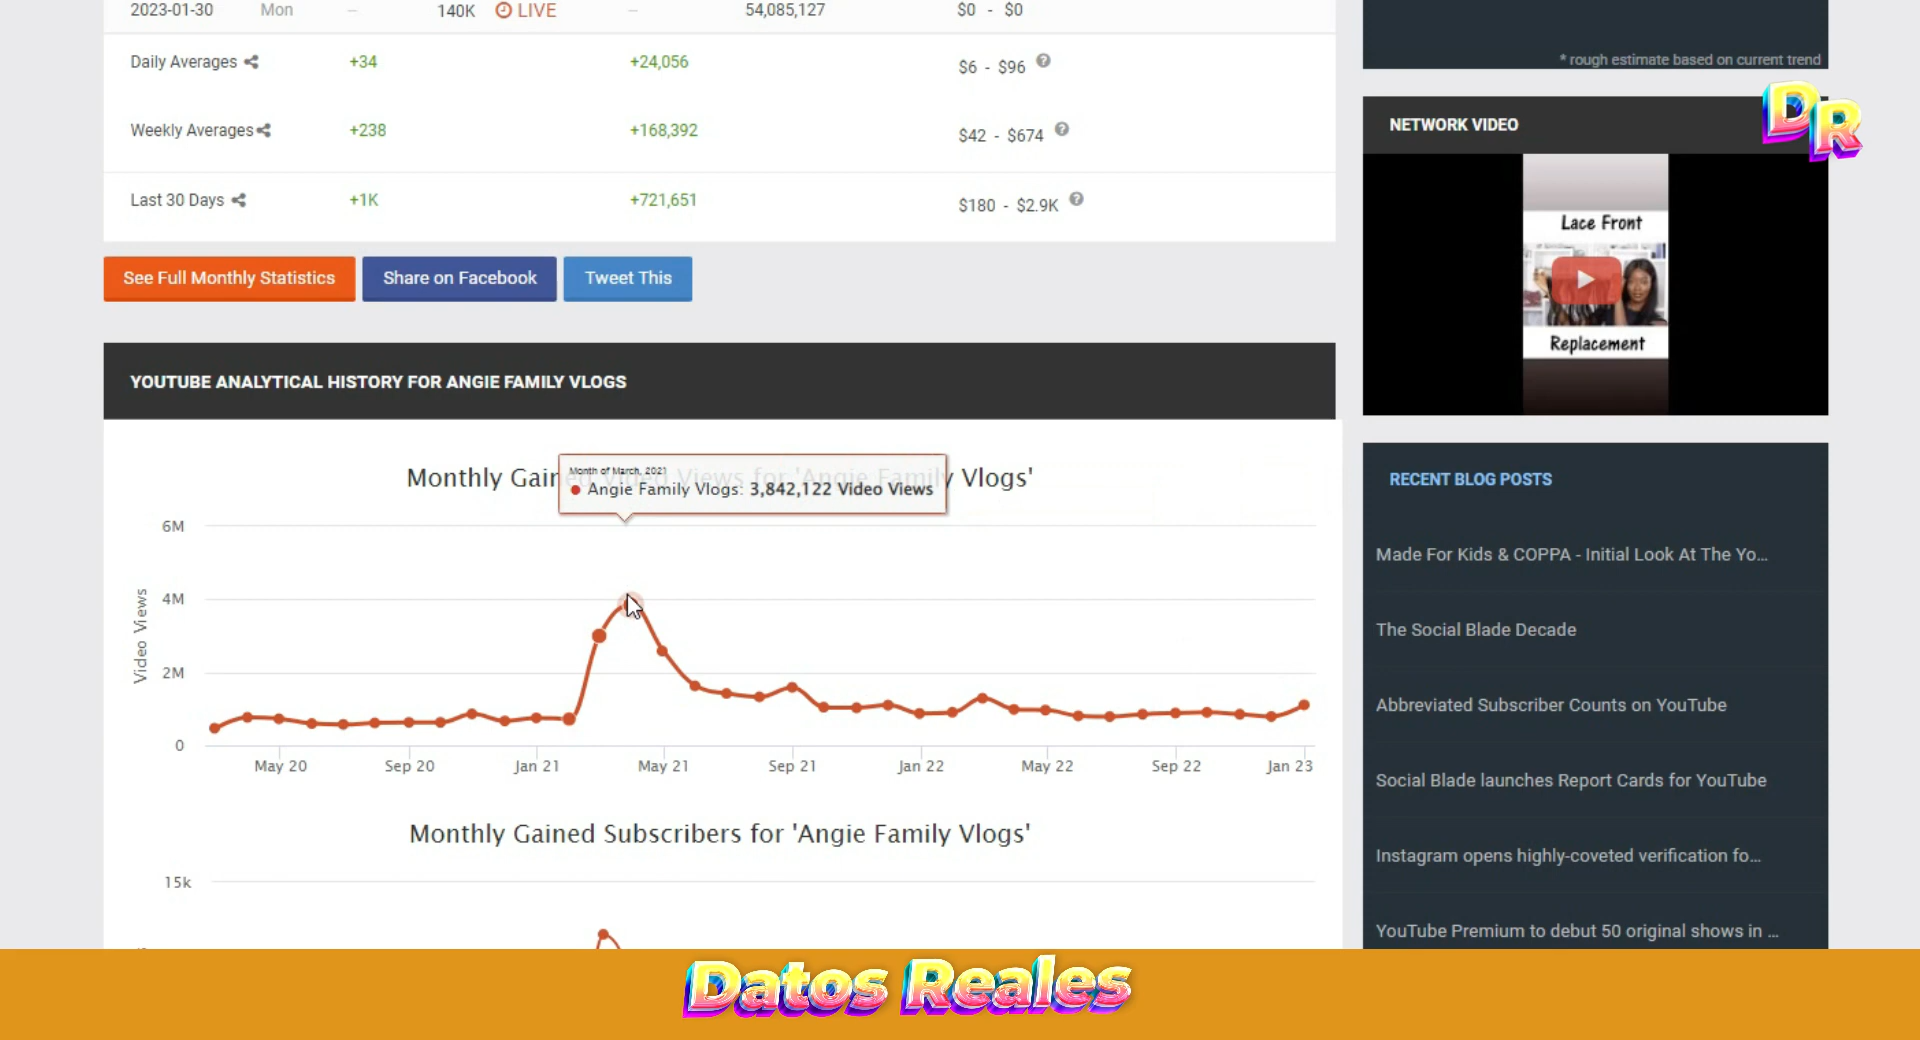 2023-01-30 Mon – 140K LIVE – 54,085,127 $0 - $0
Daily Averages +34 +24,056 $6 - $96
Weekly Averages +238 +168,392 $42 - $674
Last 30 Days +1K +721,651 $180 - $2.9K
See Full Monthly Statistics Share on Facebook Tweet This
YOUTUBE ANALYTICAL HISTORY FOR ANGIE FAMILY VLOGS
Monthly Gained Video Views for 'Angie Family Vlogs'
Month of March, 2021
Angie Family Vlogs: 3,842,122 Video Views
6M
4M
2M
0
Video Views
May 20 Sep 20 Jan 21 May 21 Sep 21 Jan 22 May 22 Sep 22 Jan 23
Monthly Gained Subscribers for 'Angie Family Vlogs'
15k
* rough estimate based on current trend
NETWORK VIDEO
DR
Lace Front
Replacement
RECENT BLOG POSTS
Made For Kids & COPPA - Initial Look At The Yo...
The Social Blade Decade
Abbreviated Subscriber Counts on YouTube
Social Blade launches Report Cards for YouTube
Instagram opens highly-coveted verification fo...
YouTube Premium to debut 50 original shows in ...
Datos Reales